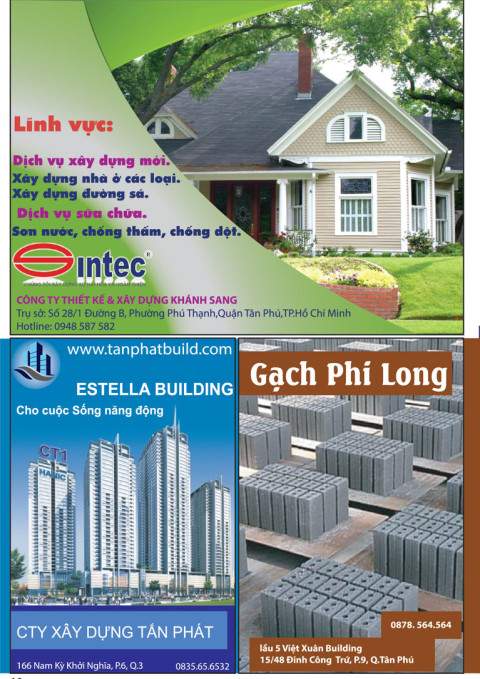 Lĩnh vực:
Dịch vụ xây dựng mới.
Xây dựng nhà ở các loại.
Xây dựng đường sá.
Dịch vụ sửa chữa.
Sơn nước, chống thấm, chống dột.
Sintec®
CÔNG TY THIẾT KẾ & XÂY DỰNG KHÁNH SANG
Trụ sở: Số 28/1 Đường B, Phường Phú Thạnh,Quận Tân Phú,TP.Hồ Chí Minh
Hotline: 0948 587 582
www.tanphatbuild.com
ESTELLA BUILDING
Cho cuộc Sống năng động
CT1
HANIC
CTY XÂY DỰNG TẤN PHÁT
166 Nam Kỳ Khởi Nghĩa, P.6, Q.3
0835.65.6532
Gạch Phi Long
0878. 564.564
lầu 5 Việt Xuân Building
15/48 Đinh Công Trứ, P.9, Q.Tân Phú